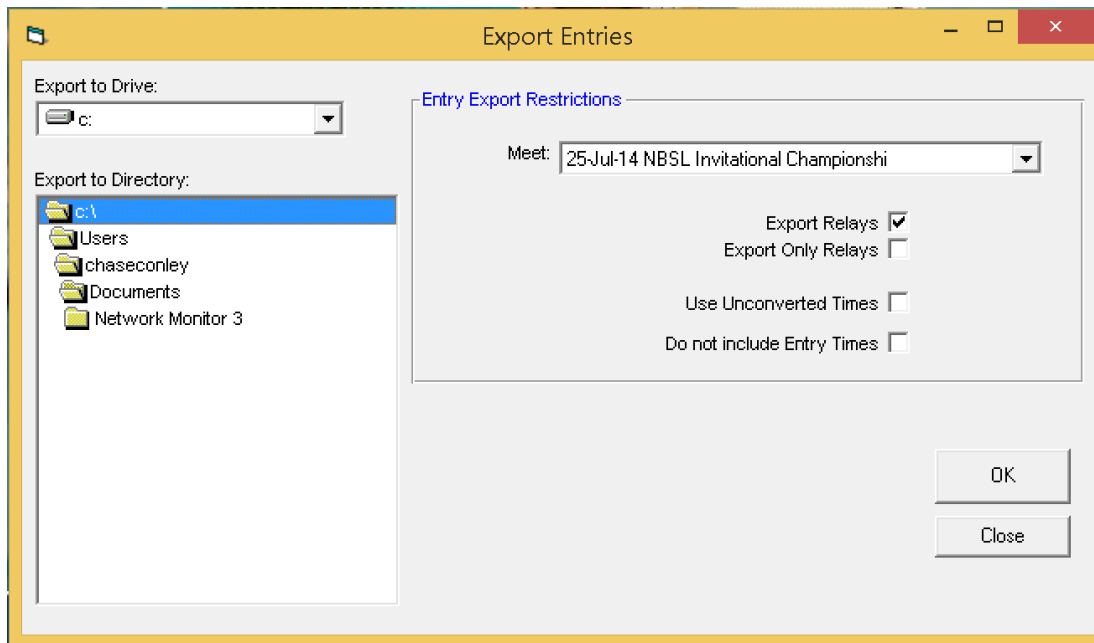 Export Entries
Export to Drive:
c:
Export to Directory:
c:\
Users
chaseconley
Documents
Network Monitor 3
Entry Export Restrictions
Meet: 25-Jul-14 NBSL Invitational Championshi
Export Relays
Export Only Relays
Use Unconverted Times
Do not include Entry Times
OK
Close